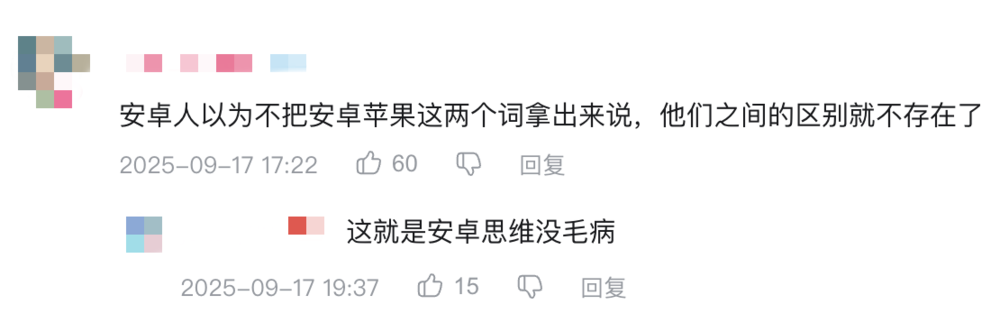 安卓人以为不把安卓苹果这两个词拿出来说，他们之间的区别就不存在了
2025-09-17 17:22 60 回复
这就是安卓思维没毛病
2025-09-17 19:37 15 回复